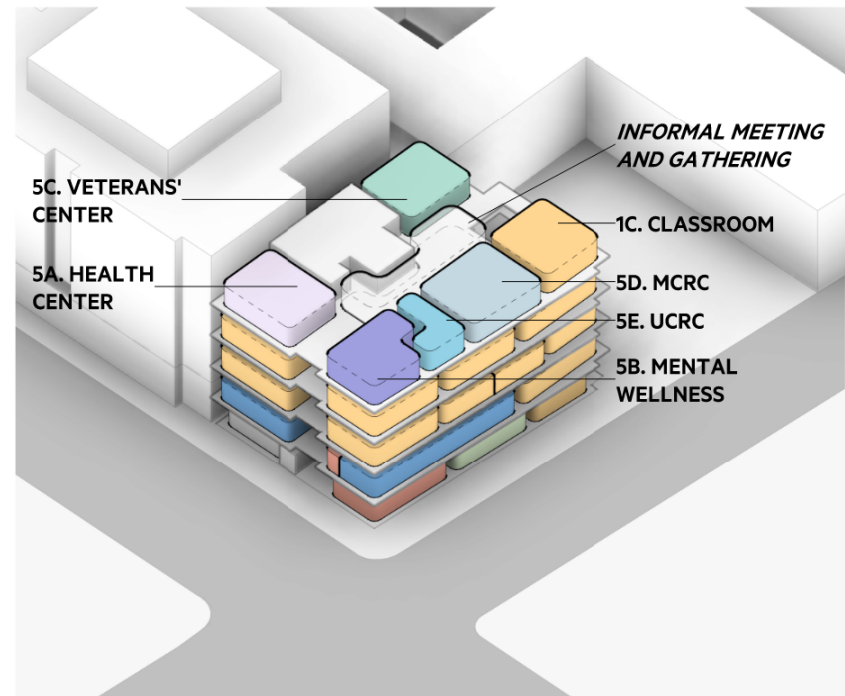 INFORMAL MEETING
AND GATHERING
5C. VETERANS'
CENTER
1C. CLASSROOM
5A. HEALTH
CENTER
5D. MCRC
5E. UCRC
5B. MENTAL
WELLNESS